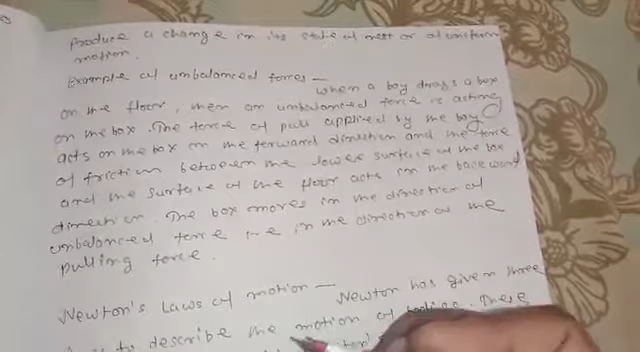 Produce a change in its state of rest or of uniform
motion.
Example of unbalanced forces — When a boy drags a box
on the floor, then an unbalanced force is acting
on the box. The force of pull applied by the boy
acts on the box in the forward direction and the force
of friction between the lower surface of the box
and the surface of the floor acts in the backward
direction. The box moves in the direction of
unbalanced force i.e in the direction of the
pulling force.
Newton's Laws of motion — Newton has given three
to describe the motion of bodies. These